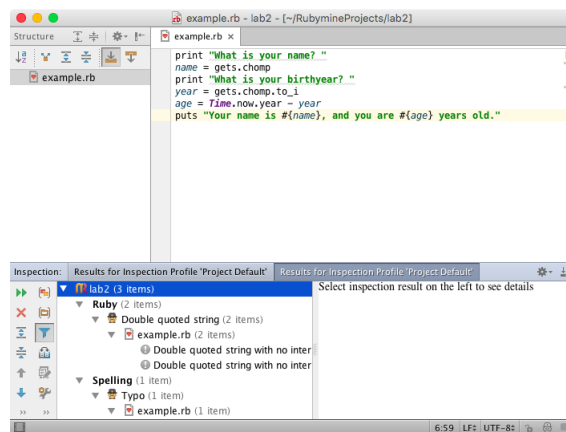 example.rb - lab2 - [~/RubymineProjects/lab2]
Structure
example.rb
example.rb
print "What is your name? "
name = gets.chomp
print "What is your birthyear? "
year = gets.chomp.to_i
age = Time.now.year - year
puts "Your name is #{name}, and you are #{age} years old."
Inspection: Results for Inspection Profile 'Project Default' Results for Inspection Profile 'Project Default'
lab2 (3 items)
Select inspection result on the left to see details
Ruby (2 items)
Double quoted string (2 items)
example.rb (2 items)
Double quoted string with no inter
Double quoted string with no inter
Spelling (1 item)
Typo (1 item)
example.rb (1 item)
6:59 LF UTF-8